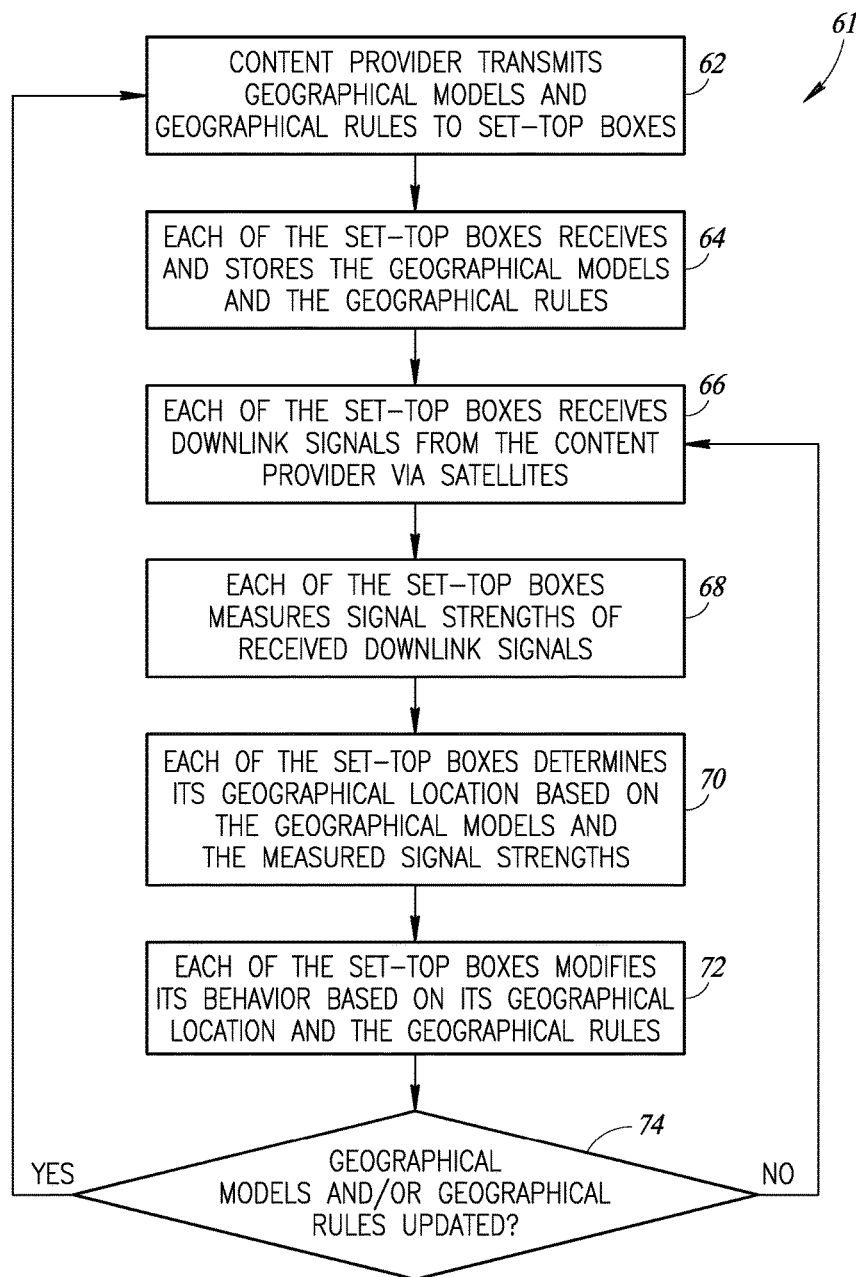 61
CONTENT PROVIDER TRANSMITS
GEOGRAPHICAL MODELS AND
GEOGRAPHICAL RULES TO SET-TOP BOXES
62
EACH OF THE SET-TOP BOXES RECEIVES
AND STORES THE GEOGRAPHICAL MODELS
AND THE GEOGRAPHICAL RULES
64
EACH OF THE SET-TOP BOXES RECEIVES
DOWNLINK SIGNALS FROM THE CONTENT
PROVIDER VIA SATELLITES
66
EACH OF THE SET-TOP BOXES
MEASURES SIGNAL STRENGTHS OF
RECEIVED DOWNLINK SIGNALS
68
EACH OF THE SET-TOP BOXES DETERMINES
ITS GEOGRAPHICAL LOCATION BASED ON
THE GEOGRAPHICAL MODELS AND
THE MEASURED SIGNAL STRENGTHS
70
EACH OF THE SET-TOP BOXES MODIFIES
ITS BEHAVIOR BASED ON ITS GEOGRAPHICAL
LOCATION AND THE GEOGRAPHICAL RULES
72
74
YES
GEOGRAPHICAL
MODELS AND/OR GEOGRAPHICAL
RULES UPDATED?
NO